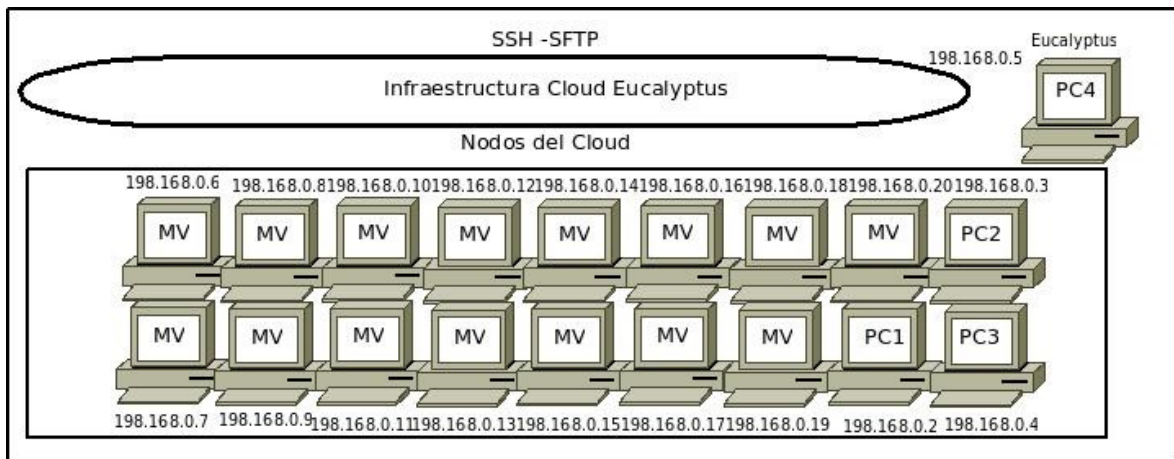 SSH -SFTP
Eucalyptus
198.168.0.5
Infraestructura Cloud Eucalyptus
PC4
Nodos del Cloud
198.168.0.6 198.168.0.8 198.168.0.10 198.168.0.12 198.168.0.14 198.168.0.16 198.168.0.18 198.168.0.20 198.168.0.3
MV MV MV MV MV MV MV MV PC2
MV MV MV MV MV MV MV PC1 PC3
198.168.0.7 198.168.0.9 198.168.0.11 198.168.0.13 198.168.0.15 198.168.0.17 198.168.0.19 198.168.0.2 198.168.0.4